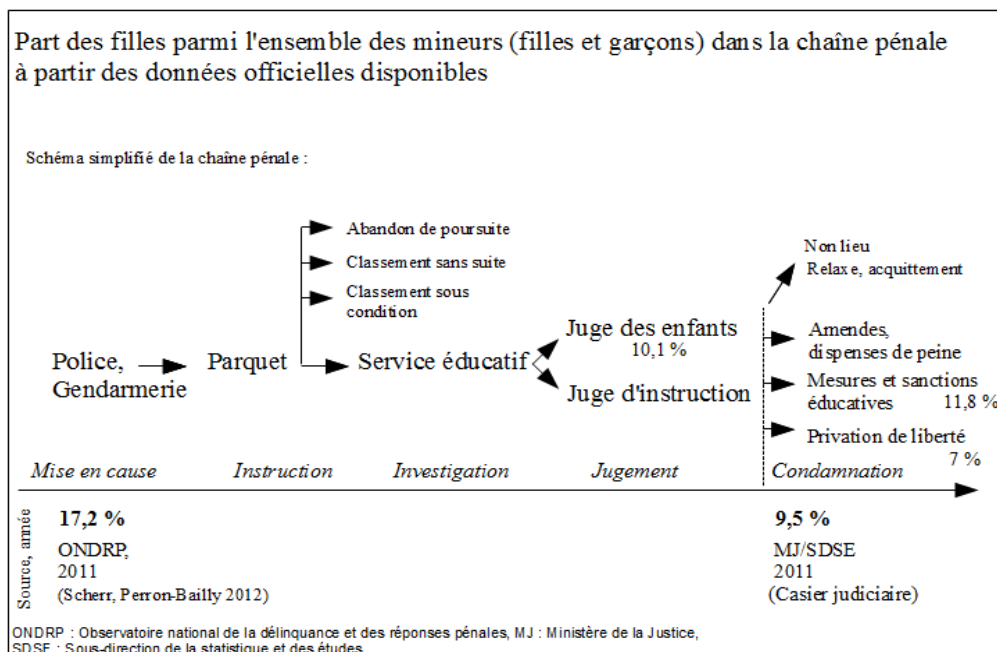 Part des filles parmi l'ensemble des mineurs (filles et garçons) dans la chaîne pénale
à partir des données officielles disponibles
Schéma simplifié de la chaîne pénale :
Abandon de poursuite
Classement sans suite
Classement sous
condition
Non lieu
Relaxe, acquittement
Police,
Gendarmerie
Parquet
Service éducatif
Juge des enfants
10,1 %
Juge d'instruction
Amendes,
dispenses de peine
Mesures et sanctions
éducatives 11,8 %
Privation de liberté
7 %
Mise en cause Instruction Investigation Jugement Condamnation
Source, année
17,2 %
ONDRP,
2011
(Scherr, Perron-Bailly 2012)
9,5 %
MJ/SDSE
2011
(Casier judiciaire)
ONDRP : Observatoire national de la délinquance et des réponses pénales, MJ : Ministère de la Justice,
SDSE : Sous-direction de la statistique et des études